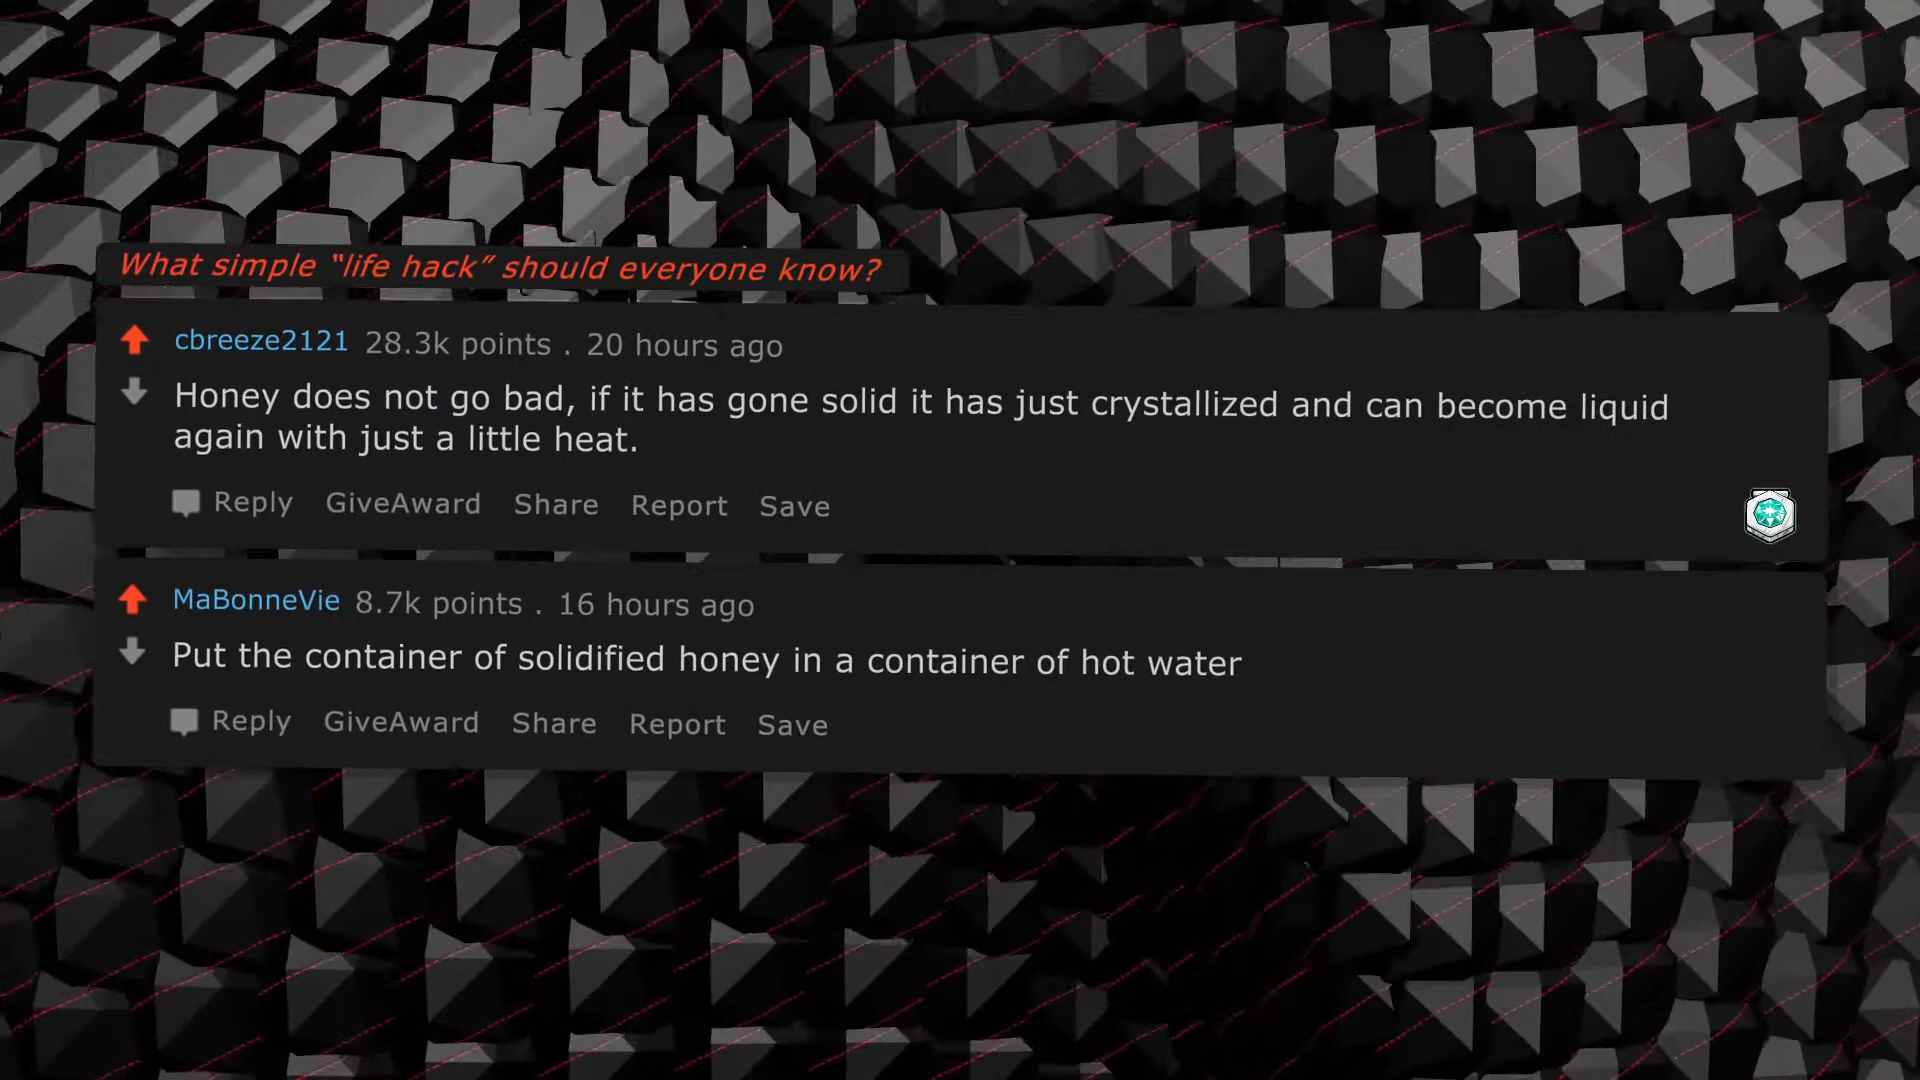 What simple “life hack” should everyone know?
cbreeze2121 28.3k points . 20 hours ago
Honey does not go bad, if it has gone solid it has just crystallized and can become liquid
again with just a little heat.
Reply GiveAward Share Report Save
MaBonneVie 8.7k points . 16 hours ago
Put the container of solidified honey in a container of hot water
Reply GiveAward Share Report Save